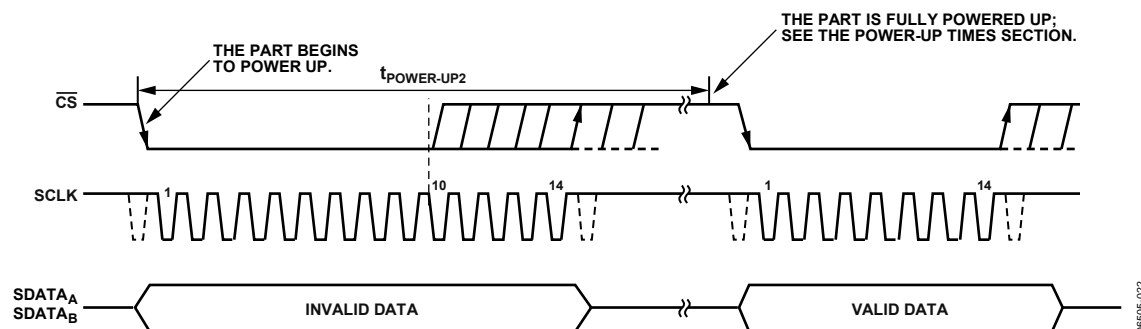 THE PART IS FULLY POWERED UP;
SEE THE POWER-UP TIMES SECTION.
THE PART BEGINS
TO POWER UP.
tPOWER-UP2
CS
1
10
14
1
14
SCLK
SDATAA
SDATAB
INVALID DATA
VALID DATA